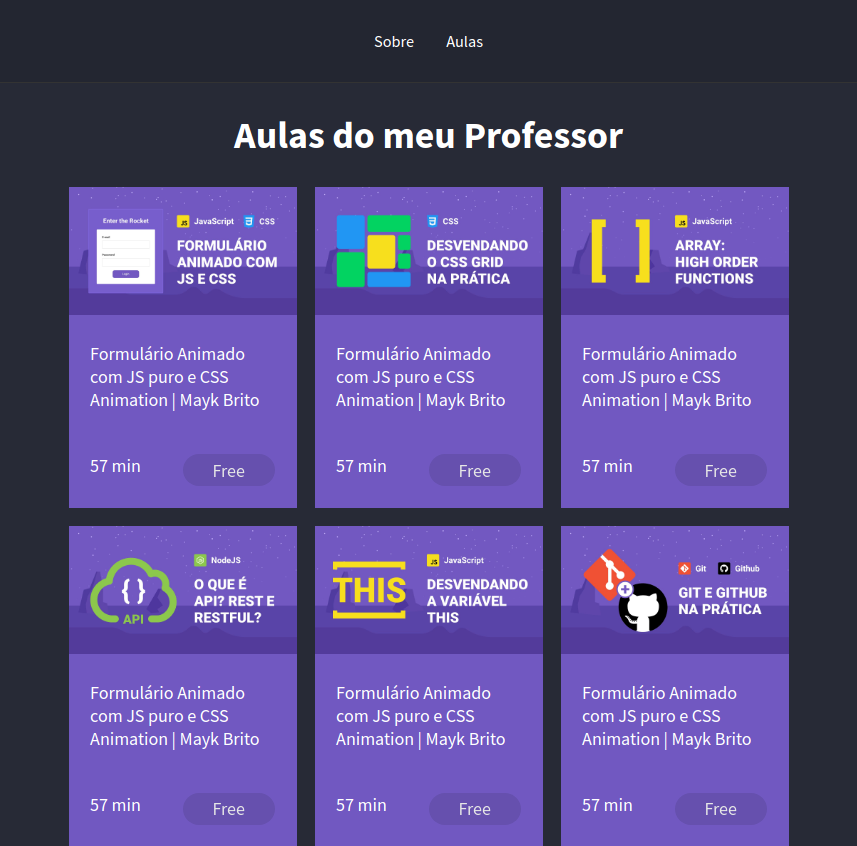 Sobre Aulas
Aulas do meu Professor
Enter the Rocket
JavaScript CSS
FORMULÁRIO
ANIMADO COM
JS E CSS
CSS
DESVENDANDO
O CSS GRID
NA PRÁTICA
[ ]
JS JavaScript
ARRAY:
HIGH ORDER
FUNCTIONS
Formulário Animado
com JS puro e CSS
Animation | Mayk Brito
57 min Free
Formulário Animado
com JS puro e CSS
Animation | Mayk Brito
57 min Free
Formulário Animado
com JS puro e CSS
Animation | Mayk Brito
57 min Free
{ }
API
NodeJS
O QUE É
API? REST E
RESTFUL?
THIS
JS JavaScript
DESVENDANDO
A VARIÁVEL
THIS
Git Github
GIT E GITHUB
NA PRÁTICA
Formulário Animado
com JS puro e CSS
Animation | Mayk Brito
57 min Free
Formulário Animado
com JS puro e CSS
Animation | Mayk Brito
57 min Free
Formulário Animado
com JS puro e CSS
Animation | Mayk Brito
57 min Free